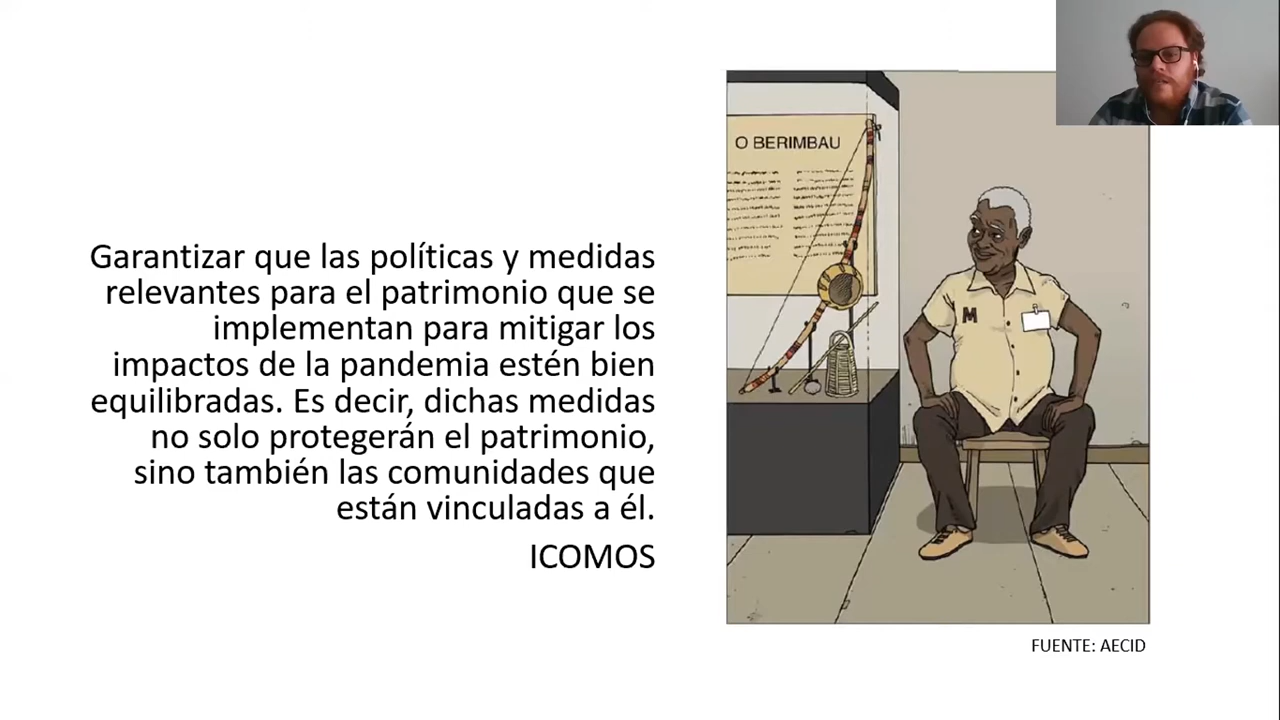 Garantizar que las políticas y medidas
relevantes para el patrimonio que se
implementan para mitigar los
impactos de la pandemia estén bien
equilibradas. Es decir, dichas medidas
no solo protegerán el patrimonio,
sino también las comunidades que
están vinculadas a él.
ICOMOS
O BERIMBAU
M
FUENTE: AECID